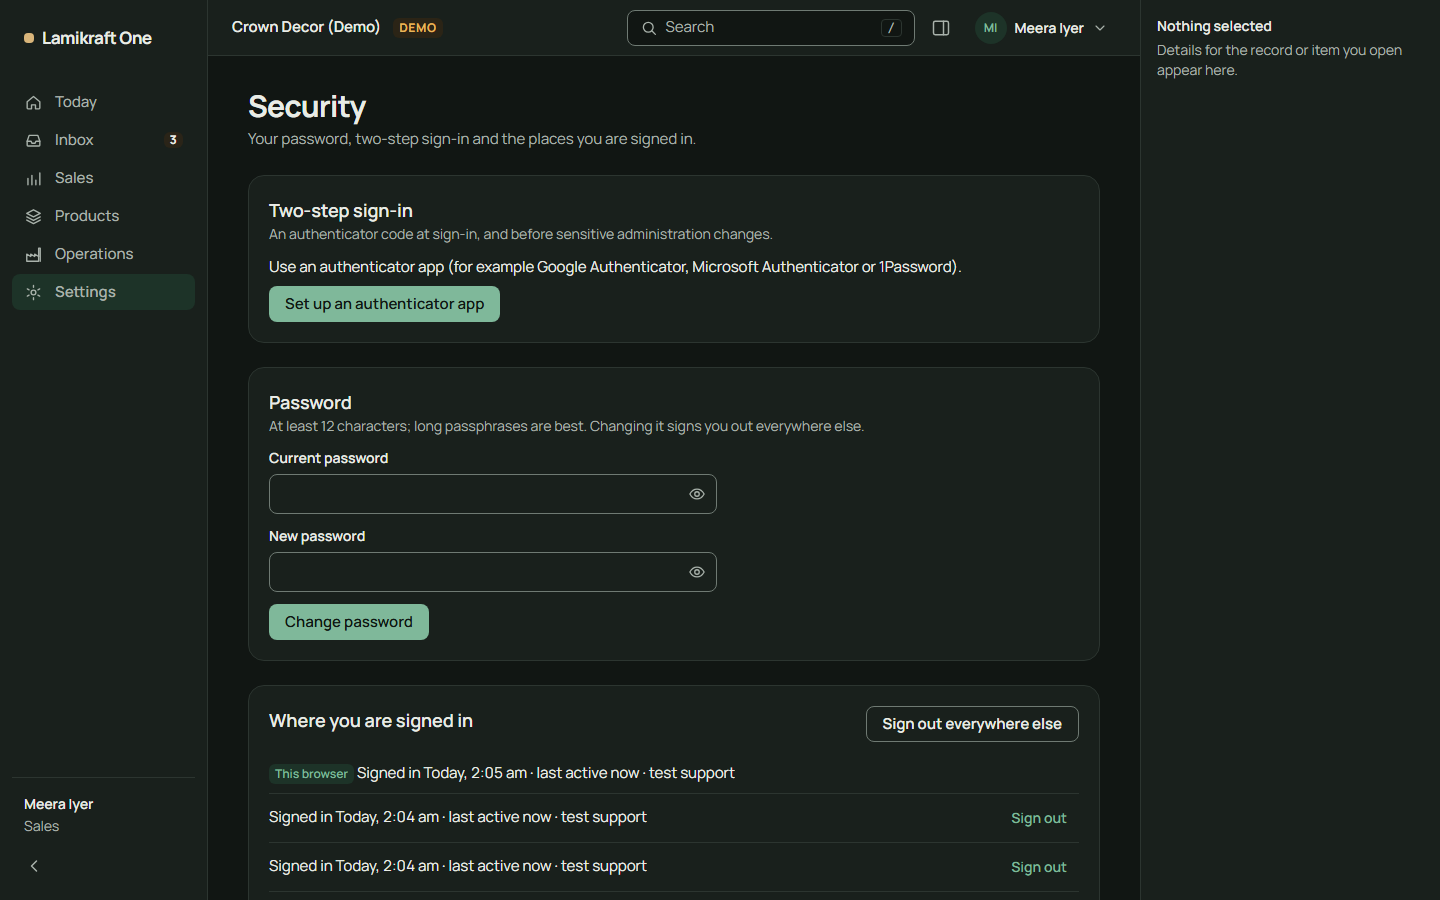 Lamikraft One
Today
Inbox 3
Sales
Products
Operations
Settings
Meera Iyer
Sales
Crown Decor (Demo) DEMO
Search /
MI Meera Iyer
Security
Your password, two-step sign-in and the places you are signed in.
Two-step sign-in
An authenticator code at sign-in, and before sensitive administration changes.
Use an authenticator app (for example Google Authenticator, Microsoft Authenticator or 1Password).
Set up an authenticator app
Password
At least 12 characters; long passphrases are best. Changing it signs you out everywhere else.
Current password
New password
Change password
Where you are signed in
Sign out everywhere else
This browser Signed in Today, 2:05 am · last active now · test support
Signed in Today, 2:04 am · last active now · test support Sign out
Signed in Today, 2:04 am · last active now · test support Sign out
Nothing selected
Details for the record or item you open
appear here.